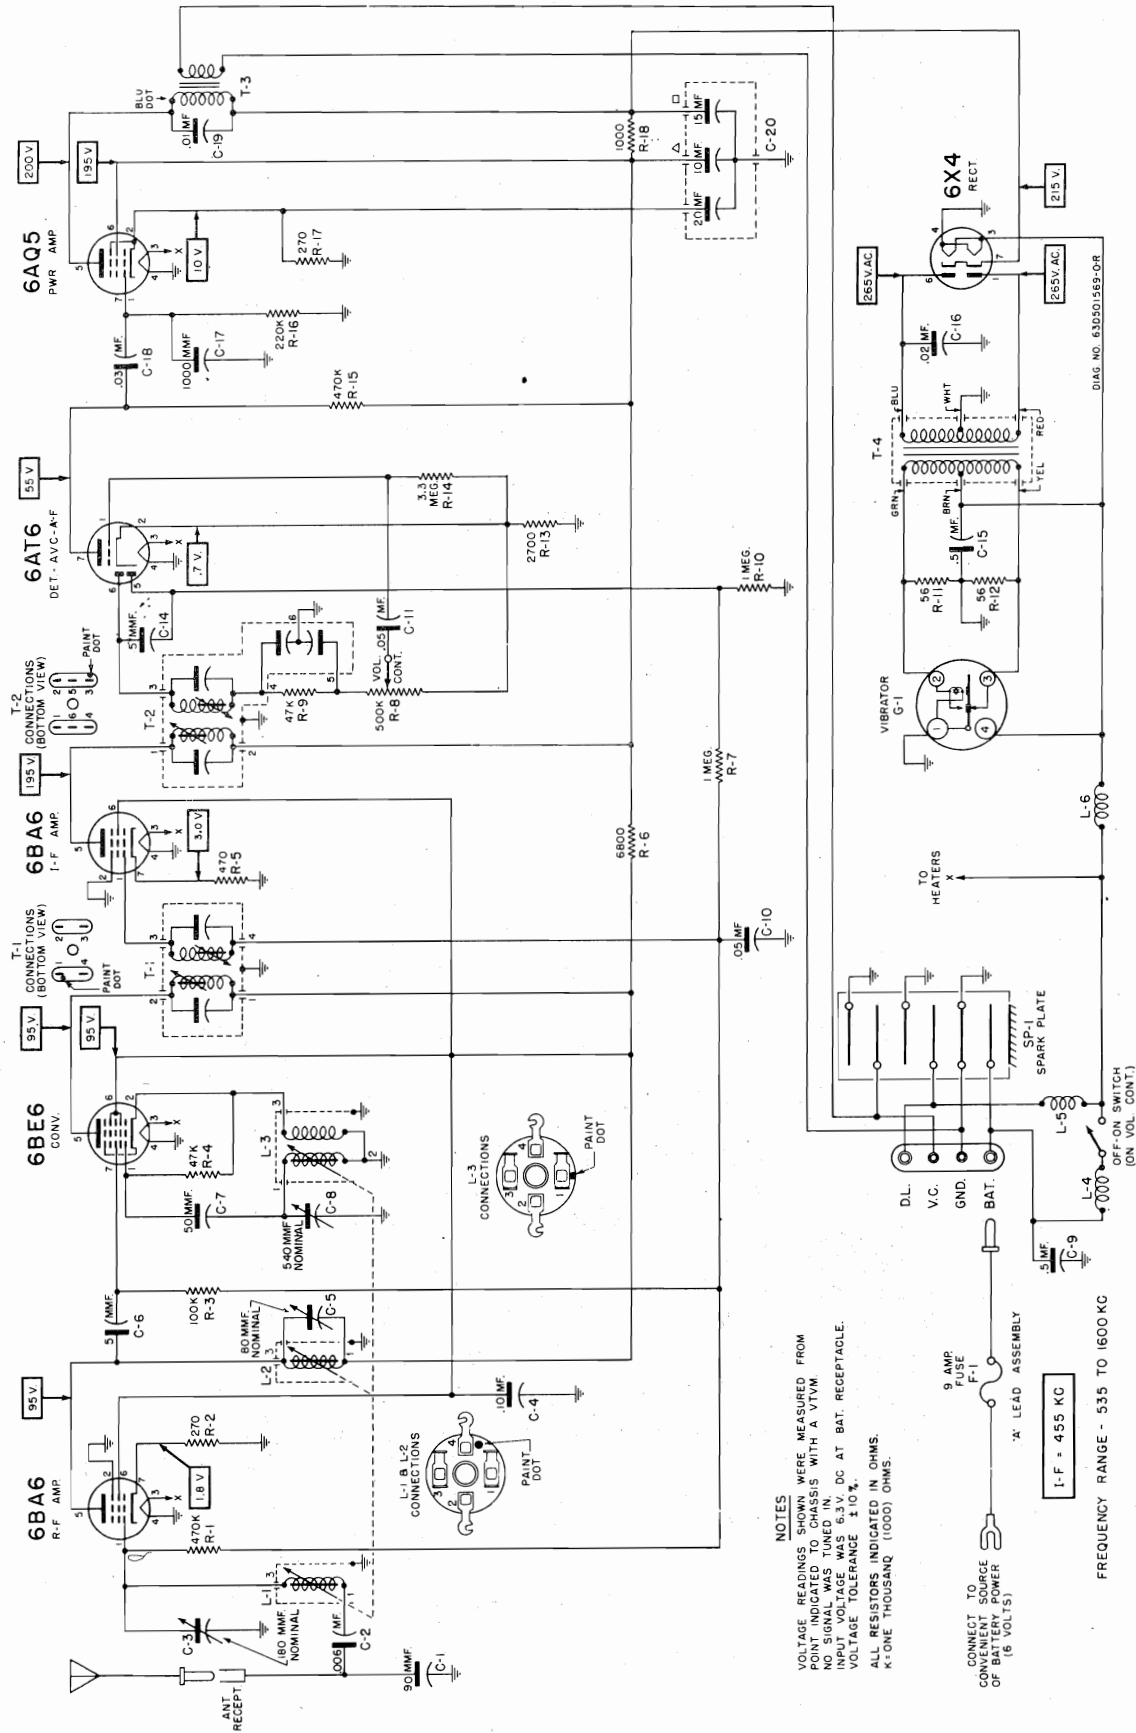 6BA6
R-F AMP.
95 V.
6BE6
CONV.
95 V.
95 V.
T-1
CONNECTIONS
(BOTTOM VIEW)
PAINT
DOT
6BA6
I-F AMP.
195 V.
T-2
CONNECTIONS
(BOTTOM VIEW)
PAINT
DOT
6AT6
DET-AVC-A-F
55 V
6AQ5
PWR AMP
200 V
195 V
BLU
DOT
T-3
.01 MF
C-19
ANT
RECEPT.
C-3
180 MMF.
NOMINAL
.006 MF.
C-2
90 MMF.
C-1
L-1
470K
R-1
1.8 V
270
R-2
5 MMF.
C-6
100K
R-3
L-2
80 MMF.
NOMINAL
C-5
.10 MF.
C-4
L-1 & L-2
CONNECTIONS
PAINT
DOT
50 MMF.
C-7
47K
R-4
540 MMF
NOMINAL
C-8
L-3
L-3
CONNECTIONS
PAINT
DOT
T-1
3.0 V
470
R-5
.05 MF
C-10
T-2
6800
R-6
1 MEG.
R-7
47K
R-9
500K
R-8
VOL.
CONT.
.05 MF.
C-11
5 MMF.
C-14
.7 V.
3.3
MEG.
R-14
2700
R-13
1 MEG.
R-10
470K
R-15
.03 MF.
C-18
1000 MMF
C-17
220K
R-16
10 V.
270
R-17
1000
R-18
20 MF.
10 MF.
15 MF.
C-20
NOTES
VOLTAGE READINGS SHOWN WERE MEASURED FROM
POINT INDICATED TO CHASSIS WITH A VTVM.
NO SIGNAL WAS TUNED IN.
INPUT VOLTAGE WAS 6.3 V. DC AT BAT. RECEPTACLE.
VOLTAGE TOLERANCE ± 10 %.
ALL RESISTORS INDICATED IN OHMS.
K = ONE THOUSAND (1000) OHMS.
CONNECT TO
CONVENIENT SOURCE
OF BATTERY POWER
(6 VOLTS)
9 AMP.
FUSE
F-1
"A" LEAD ASSEMBLY
I-F = 455 KC
FREQUENCY RANGE - 535 TO 1600 KC
D.L.
V.C.
GND.
BAT.
.5 MF.
C-9
L-4
L-5
OFF-ON SWITCH
(ON VOL. CONT.)
SP-1
SPARK PLATE
TO
HEATERS
X
L-6
VIBRATOR
G-1
56
R-11
56
R-12
.5 MF.
C-15
GRN
BRN
YEL
T-4
BLU
WHT
RED
.02 MF.
C-16
265V. AC
265V. AC.
6X4
RECT
215 V.
DIAG NO. 63D501569-0-R